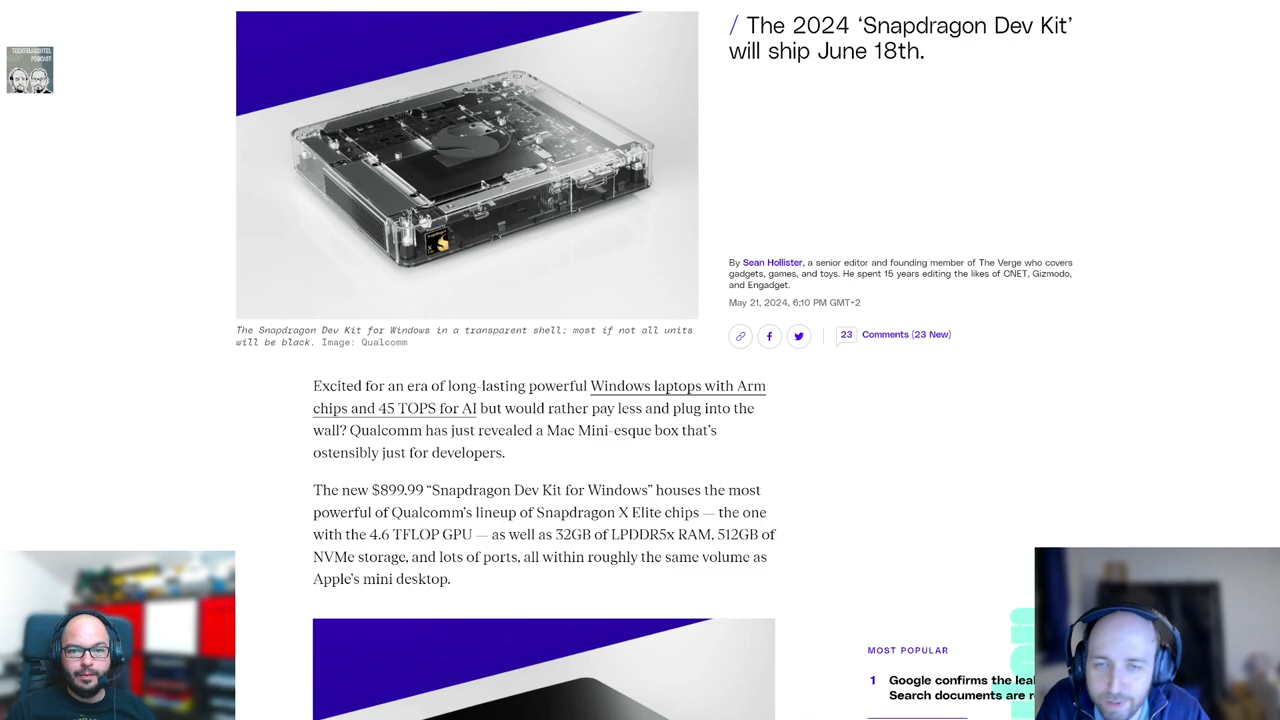 TECHTELMECHTEL
PODCAST
/ The 2024 ‘Snapdragon Dev Kit’
will ship June 18th.
By Sean Hollister, a senior editor and founding member of The Verge who covers
gadgets, games, and toys. He spent 15 years editing the likes of CNET, Gizmodo,
and Engadget.
May 21, 2024, 6:10 PM GMT+2
23 Comments (23 New)
The Snapdragon Dev Kit for Windows in a transparent shell; most if not all units
will be black. Image: Qualcomm
Excited for an era of long-lasting powerful Windows laptops with Arm
chips and 45 TOPS for AI but would rather pay less and plug into the
wall? Qualcomm has just revealed a Mac Mini-esque box that’s
ostensibly just for developers.
The new $899.99 “Snapdragon Dev Kit for Windows” houses the most
powerful of Qualcomm’s lineup of Snapdragon X Elite chips — the one
with the 4.6 TFLOP GPU — as well as 32GB of LPDDR5x RAM, 512GB of
NVMe storage, and lots of ports, all within roughly the same volume as
Apple’s mini desktop.
MOST POPULAR
1 Google confirms the
Search documents are